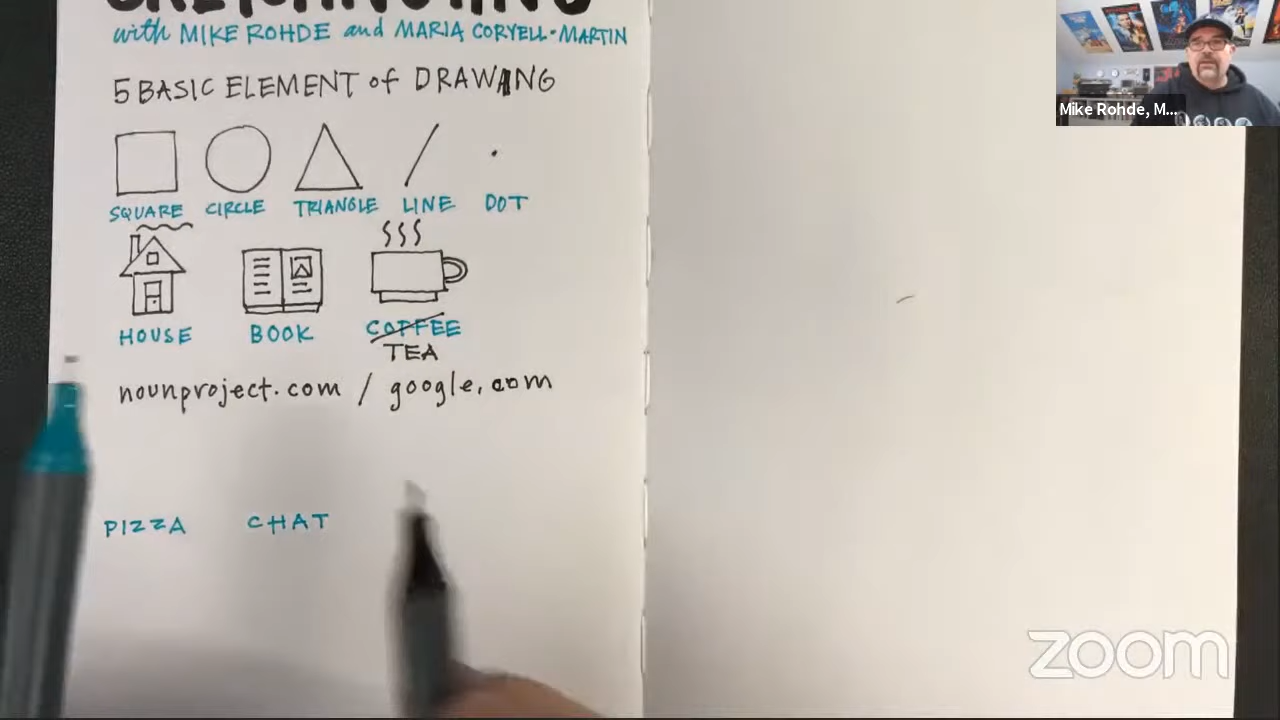 with MIKE ROHDE and MARIA CORYELL-MARTIN
5 BASIC ELEMENT of DRAWING
SQUARE CIRCLE TRIANGLE LINE DOT
HOUSE BOOK COFFEE
TEA
nounproject.com / google.com
PIZZA CHAT
Mike Rohde, M...
zoom